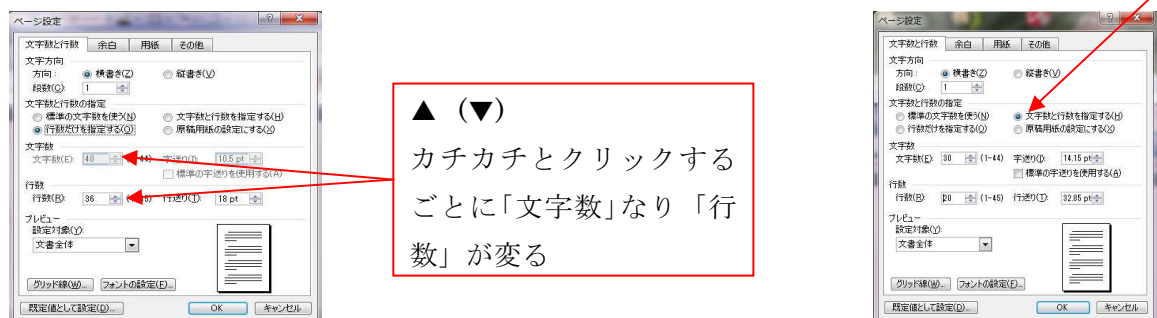 ページ設定
文字数と行数 余白 用紙 その他
文字方向
方向: 横書き(Z) 縦書き(V)
段数(C): 1
文字数と行数の指定
標準の文字数を使う(N) 文字数と行数を指定する(H)
行数だけを指定する(O) 原稿用紙の設定にする(X)
文字数
文字数(E): 40 字送り(I): 10.5 pt
標準の字送りを使用する(A)
行数
行数(R): 36 行送り(T): 18 pt
プレビュー
設定対象(Y):
文書全体
グリッド線(W)... フォントの設定(F)...
既定値として設定(D)... OK キャンセル
▲ (▼)
カチカチとクリックする
ごとに「文字数」なり「行
数」が変る
ページ設定
文字数と行数 余白 用紙 その他
文字方向
方向: 横書き(Z) 縦書き(V)
段数(C): 1
文字数と行数の指定
標準の文字数を使う(N) 文字数と行数を指定する(H)
行数だけを指定する(O) 原稿用紙の設定にする(X)
文字数
文字数(E): 30 (1-44) 字送り(I): 14.15 pt
標準の字送りを使用する(A)
行数
行数(R): 20 (1-45) 行送り(T): 32.85 pt
プレビュー
設定対象(Y):
文書全体
グリッド線(W)... フォントの設定(F)...
既定値として設定(D)... OK キャンセル